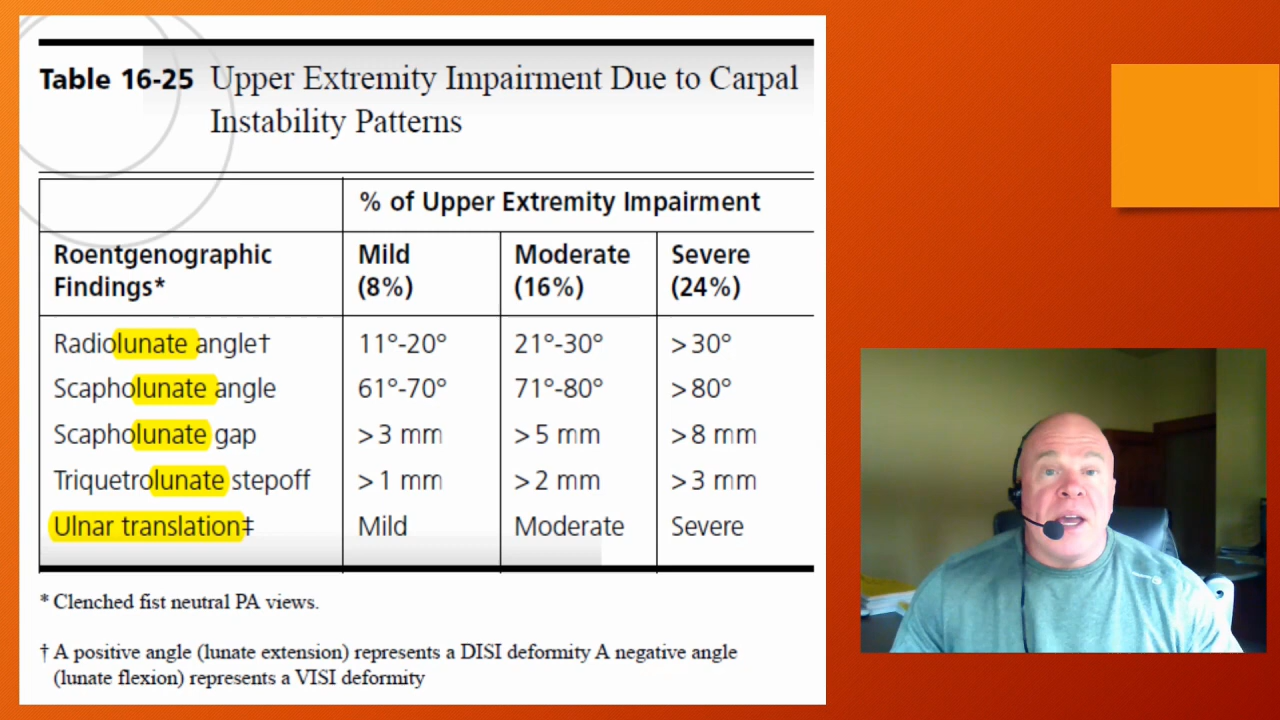 Table 16-25 Upper Extremity Impairment Due to Carpal
Instability Patterns
% of Upper Extremity Impairment
Roentgenographic Findings* Mild (8%) Moderate (16%) Severe (24%)
Radiolunate angle† 11°-20° 21°-30° >30°
Scapholunate angle 61°-70° 71°-80° >80°
Scapholunate gap >3 mm >5 mm >8 mm
Triquetrolunate stepoff >1 mm >2 mm >3 mm
Ulnar translation‡ Mild Moderate Severe
* Clenched fist neutral PA views.
† A positive angle (lunate extension) represents a DISI deformity A negative angle
(lunate flexion) represents a VISI deformity